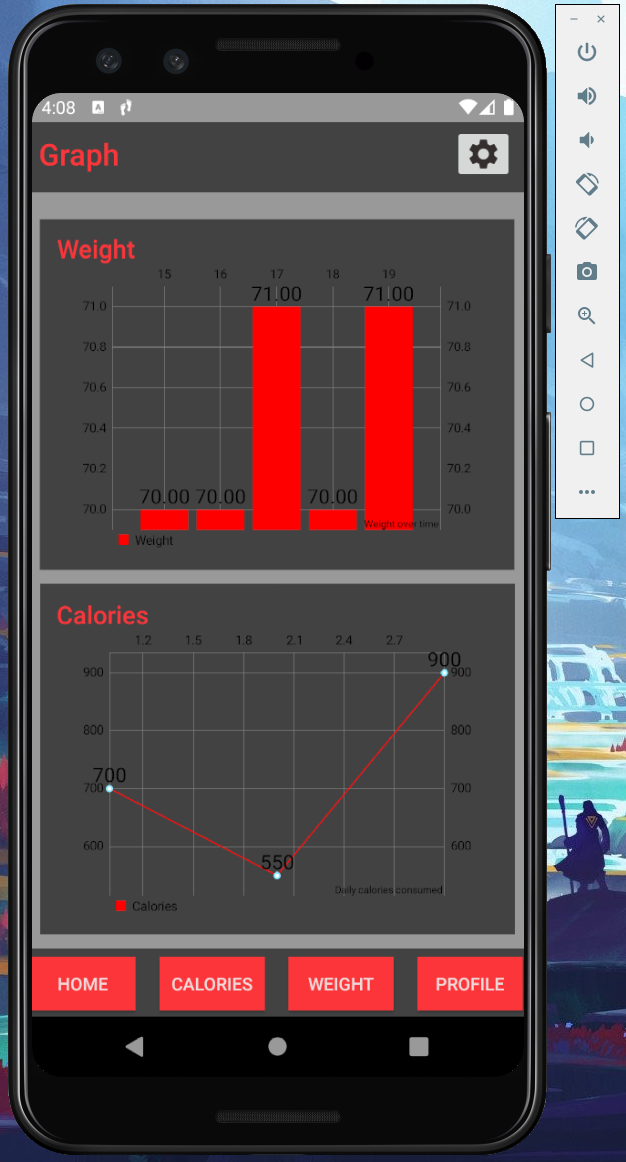 4:08
Graph
Weight
15 16 17 18 19
71.00 71.00
71.0 71.0
70.8 70.8
70.6 70.6
70.4 70.4
70.2 70.2
70.00 70.00 70.00
70.0 70.0
Weight over time
Weight
Calories
1.2 1.5 1.8 2.1 2.4 2.7
900
900 900
800 800
700
700 700
600 600
550
Daily calories consumed
Calories
HOME CALORIES WEIGHT PROFILE